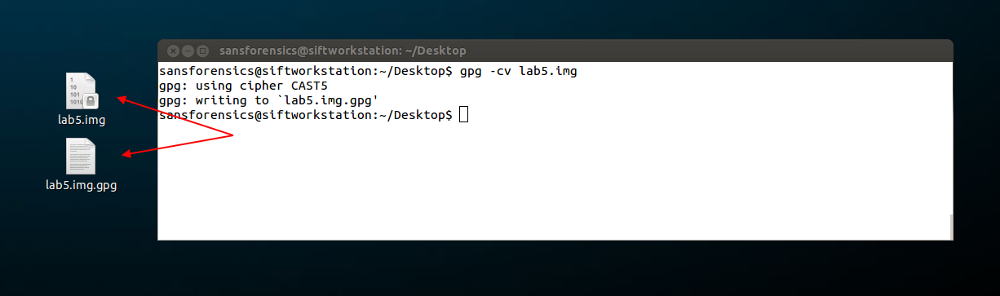 sansforensics@siftworkstation: ~/Desktop
sansforensics@siftworkstation:~/Desktop$ gpg -cv lab5.img
gpg: using cipher CAST5
gpg: writing to `lab5.img.gpg'
sansforensics@siftworkstation:~/Desktop$
1
10
101
1010
lab5.img
lab5.img.gpg